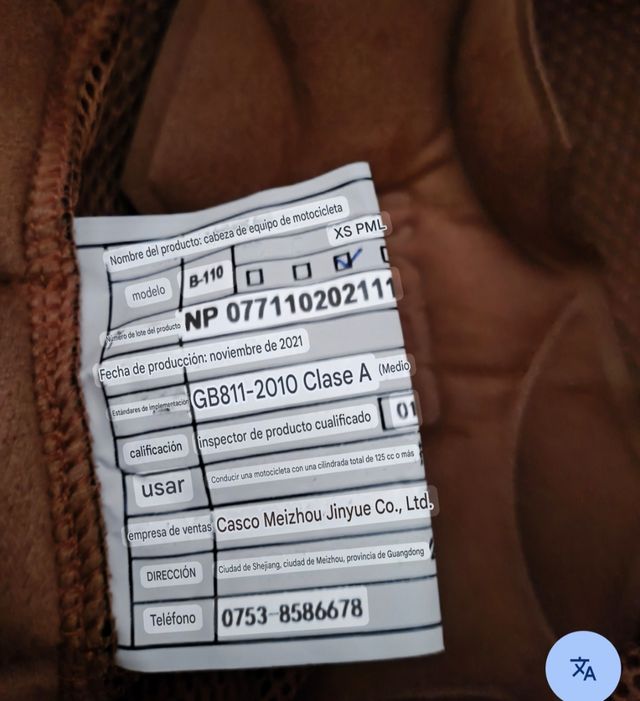 Nombre del producto: cabeza de equipo de motocicleta
XS PML
modelo B-110
Número de lote del producto NP 077110202111
Fecha de producción: noviembre de 2021
Estándares de implementación GB811-2010 Clase A (Medio
calificación inspector de producto cualificado 01
usar Conducir una motocicleta con una cilindrada total de 125 cc o más
empresa de ventas Casco Meizhou Jinyue Co., Ltd.
DIRECCIÓN Ciudad de Shejiang, ciudad de Meizhou, provincia de Guangdong
Teléfono 0753-8586678